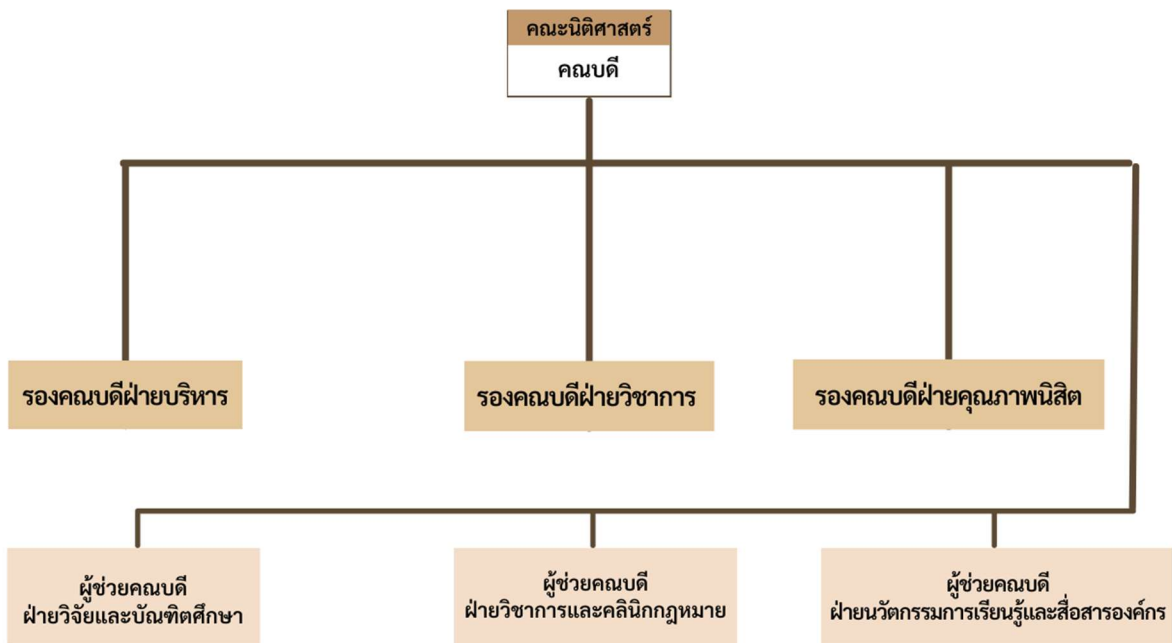 คณะนิติศาสตร์
คณบดี
รองคณบดีฝ่ายบริหาร
รองคณบดีฝ่ายวิชาการ
รองคณบดีฝ่ายคุณภาพนิสิต
ผู้ช่วยคณบดี
ฝ่ายวิจัยและบัณฑิตศึกษา
ผู้ช่วยคณบดี
ฝ่ายวิชาการและคลินิกกฎหมาย
ผู้ช่วยคณบดี
ฝ่ายนวัตกรรมการเรียนรู้และสื่อสารองค์กร